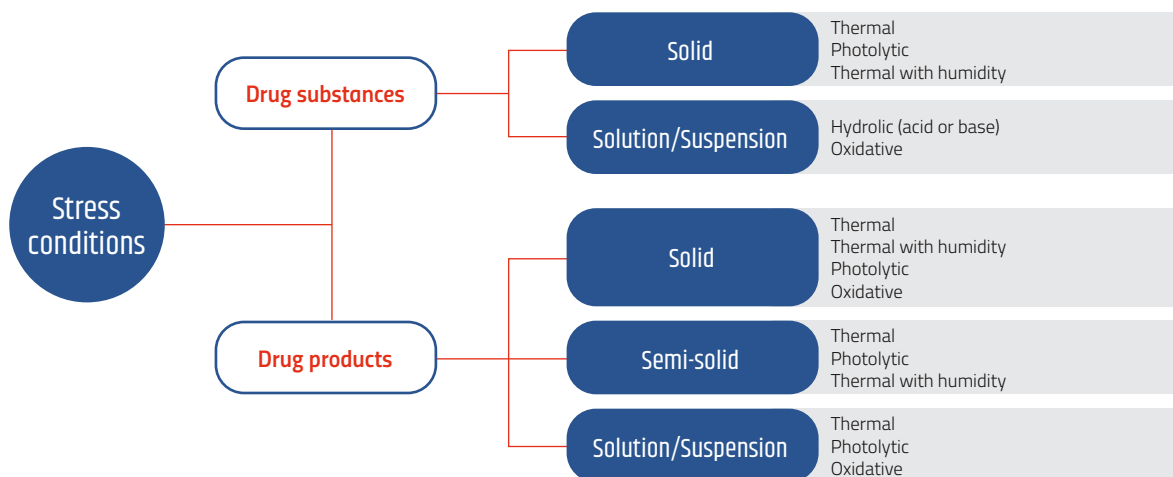 Stress
conditions
Drug substances
Solid
Thermal
Photolytic
Thermal with humidity
Solution/Suspension
Hydrolic (acid or base)
Oxidative
Drug products
Solid
Thermal
Thermal with humidity
Photolytic
Oxidative
Semi-solid
Thermal
Photolytic
Thermal with humidity
Solution/Suspension
Thermal
Photolytic
Oxidative